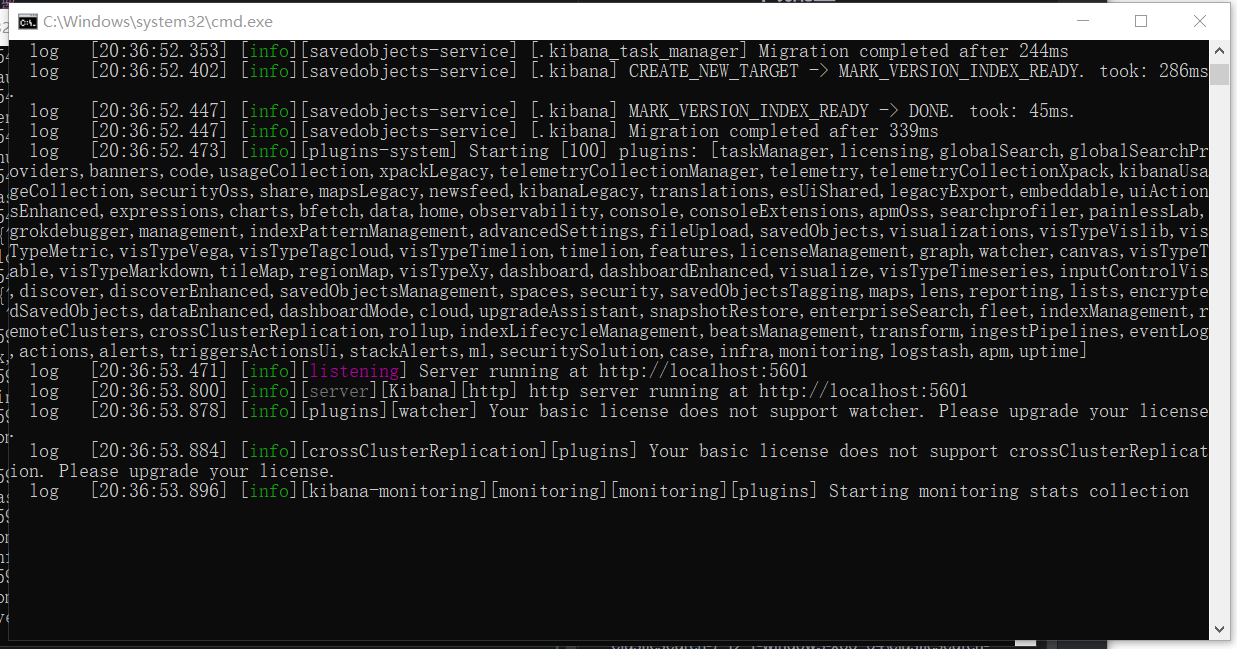 C:\Windows\system32\cmd.exe
log [20:36:52.353] [info][savedobjects-service] [.kibana_task_manager] Migration completed after 244ms
log [20:36:52.402] [info][savedobjects-service] [.kibana] CREATE_NEW_TARGET -> MARK_VERSION_INDEX_READY. took: 286ms
.
log [20:36:52.447] [info][savedobjects-service] [.kibana] MARK_VERSION_INDEX_READY -> DONE. took: 45ms.
log [20:36:52.447] [info][savedobjects-service] [.kibana] Migration completed after 339ms
log [20:36:52.473] [info][plugins-system] Starting [100] plugins: [taskManager,licensing,globalSearch,globalSearchPr
oviders,banners,code,usageCollection,xpackLegacy,telemetryCollectionManager,telemetry,telemetryCollectionXpack,kibanaUsa
geCollection,securityOss,share,mapsLegacy,newsfeed,kibanaLegacy,translations,esUiShared,legacyExport,embeddable,uiAction
sEnhanced,expressions,charts,bfetch,data,home,observability,console,consoleExtensions,apmOss,searchprofiler,painlessLab,
grokdebugger,management,indexPatternManagement,advancedSettings,fileUpload,savedObjects,visualizations,visTypeVislib,vis
TypeMetric,visTypeVega,visTypeTagcloud,visTypeTimelion,timelion,features,licenseManagement,graph,watcher,canvas,visTypeT
able,visTypeMarkdown,tileMap,regionMap,visTypeXy,dashboard,dashboardEnhanced,visualize,visTypeTimeseries,inputControlVis
,discover,discoverEnhanced,savedObjectsManagement,spaces,security,savedObjectsTagging,maps,lens,reporting,lists,encrypte
dSavedObjects,dataEnhanced,dashboardMode,cloud,upgradeAssistant,snapshotRestore,enterpriseSearch,fleet,indexManagement,r
emoteClusters,crossClusterReplication,rollup,indexLifecycleManagement,beatsManagement,transform,ingestPipelines,eventLog
,actions,alerts,triggersActionsUi,stackAlerts,ml,securitySolution,case,infra,monitoring,logstash,apm,uptime]
log [20:36:53.471] [info][listening] Server running at http://localhost:5601
log [20:36:53.800] [info][server][Kibana][http] http server running at http://localhost:5601
log [20:36:53.878] [info][plugins][watcher] Your basic license does not support watcher. Please upgrade your license
.
log [20:36:53.884] [info][crossClusterReplication][plugins] Your basic license does not support crossClusterReplicat
ion. Please upgrade your license.
log [20:36:53.896] [info][kibana-monitoring][monitoring][monitoring][plugins] Starting monitoring stats collection